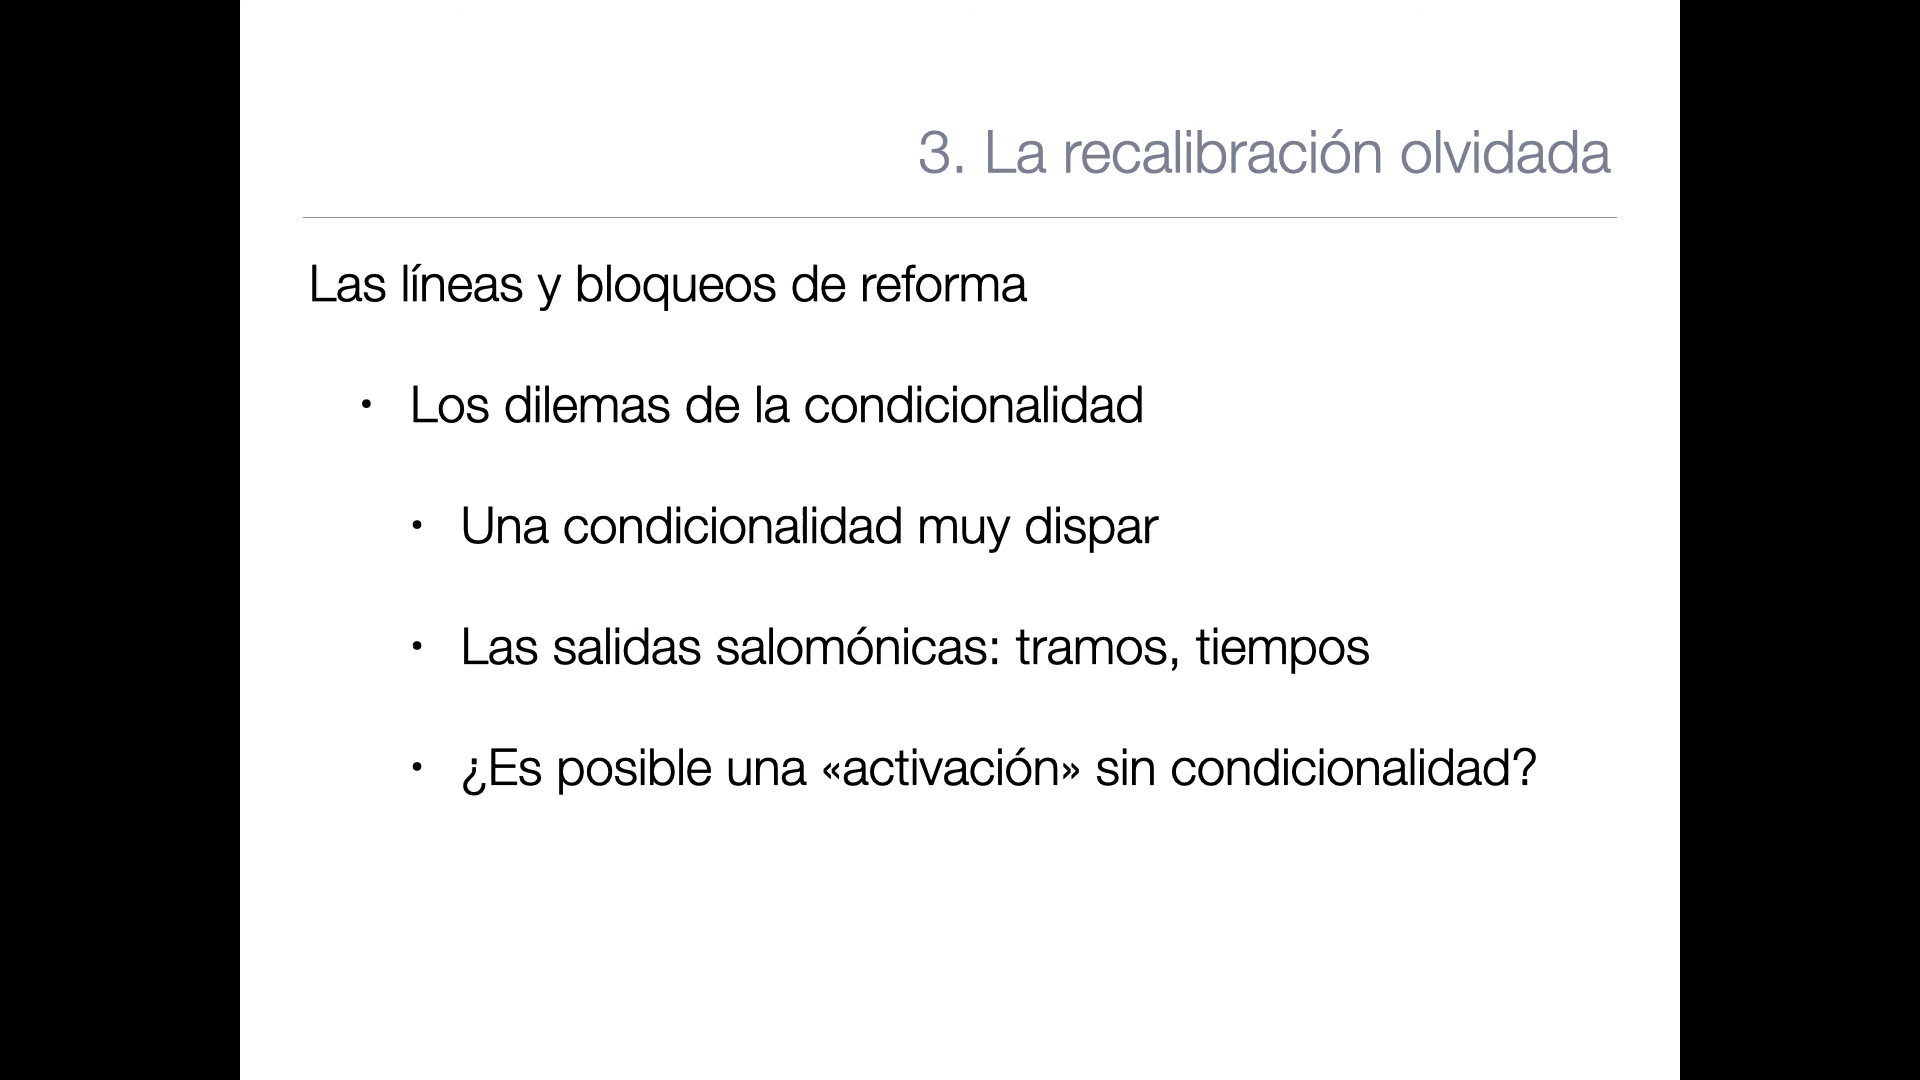 3. La recalibración olvidada
Las líneas y bloqueos de reforma
• Los dilemas de la condicionalidad
• Una condicionalidad muy dispar
• Las salidas salomónicas: tramos, tiempos
• ¿Es posible una «activación» sin condicionalidad?